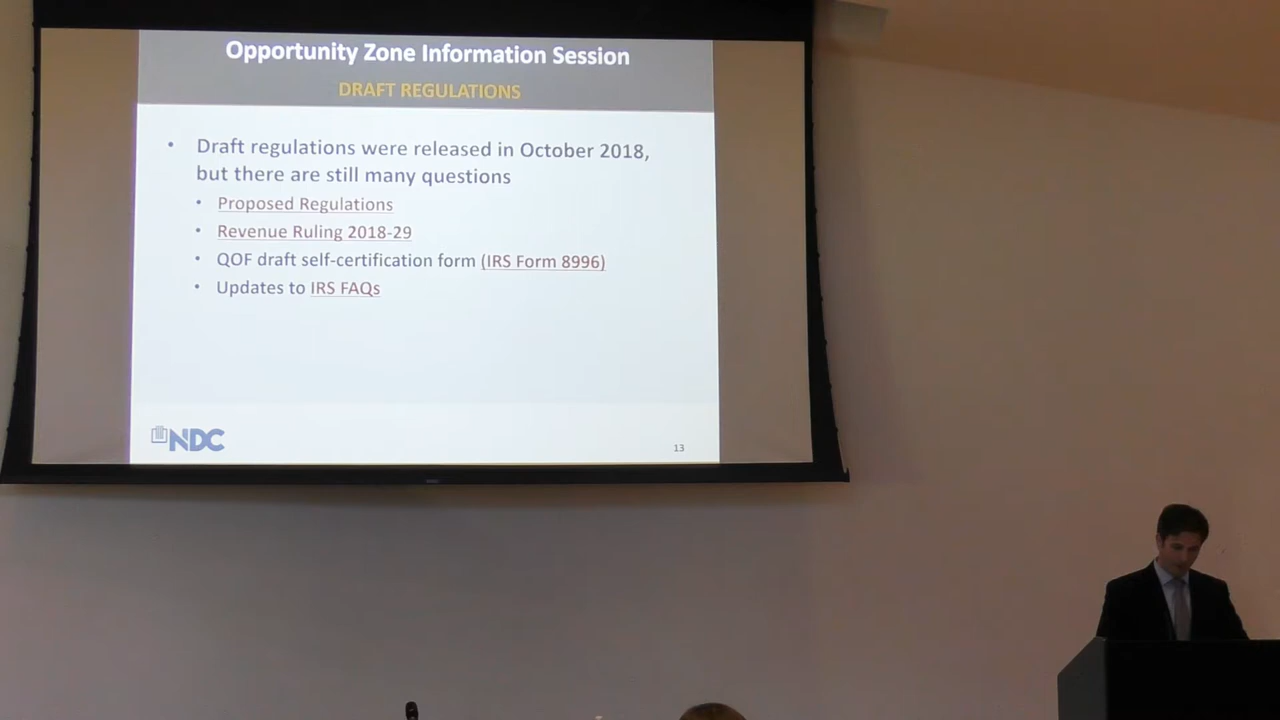 Opportunity Zone Information Session
DRAFT REGULATIONS
• Draft regulations were released in October 2018,
but there are still many questions
• Proposed Regulations
• Revenue Ruling 2018-29
• QOF draft self-certification form (IRS Form 8996)
• Updates to IRS FAQs
NDC
13